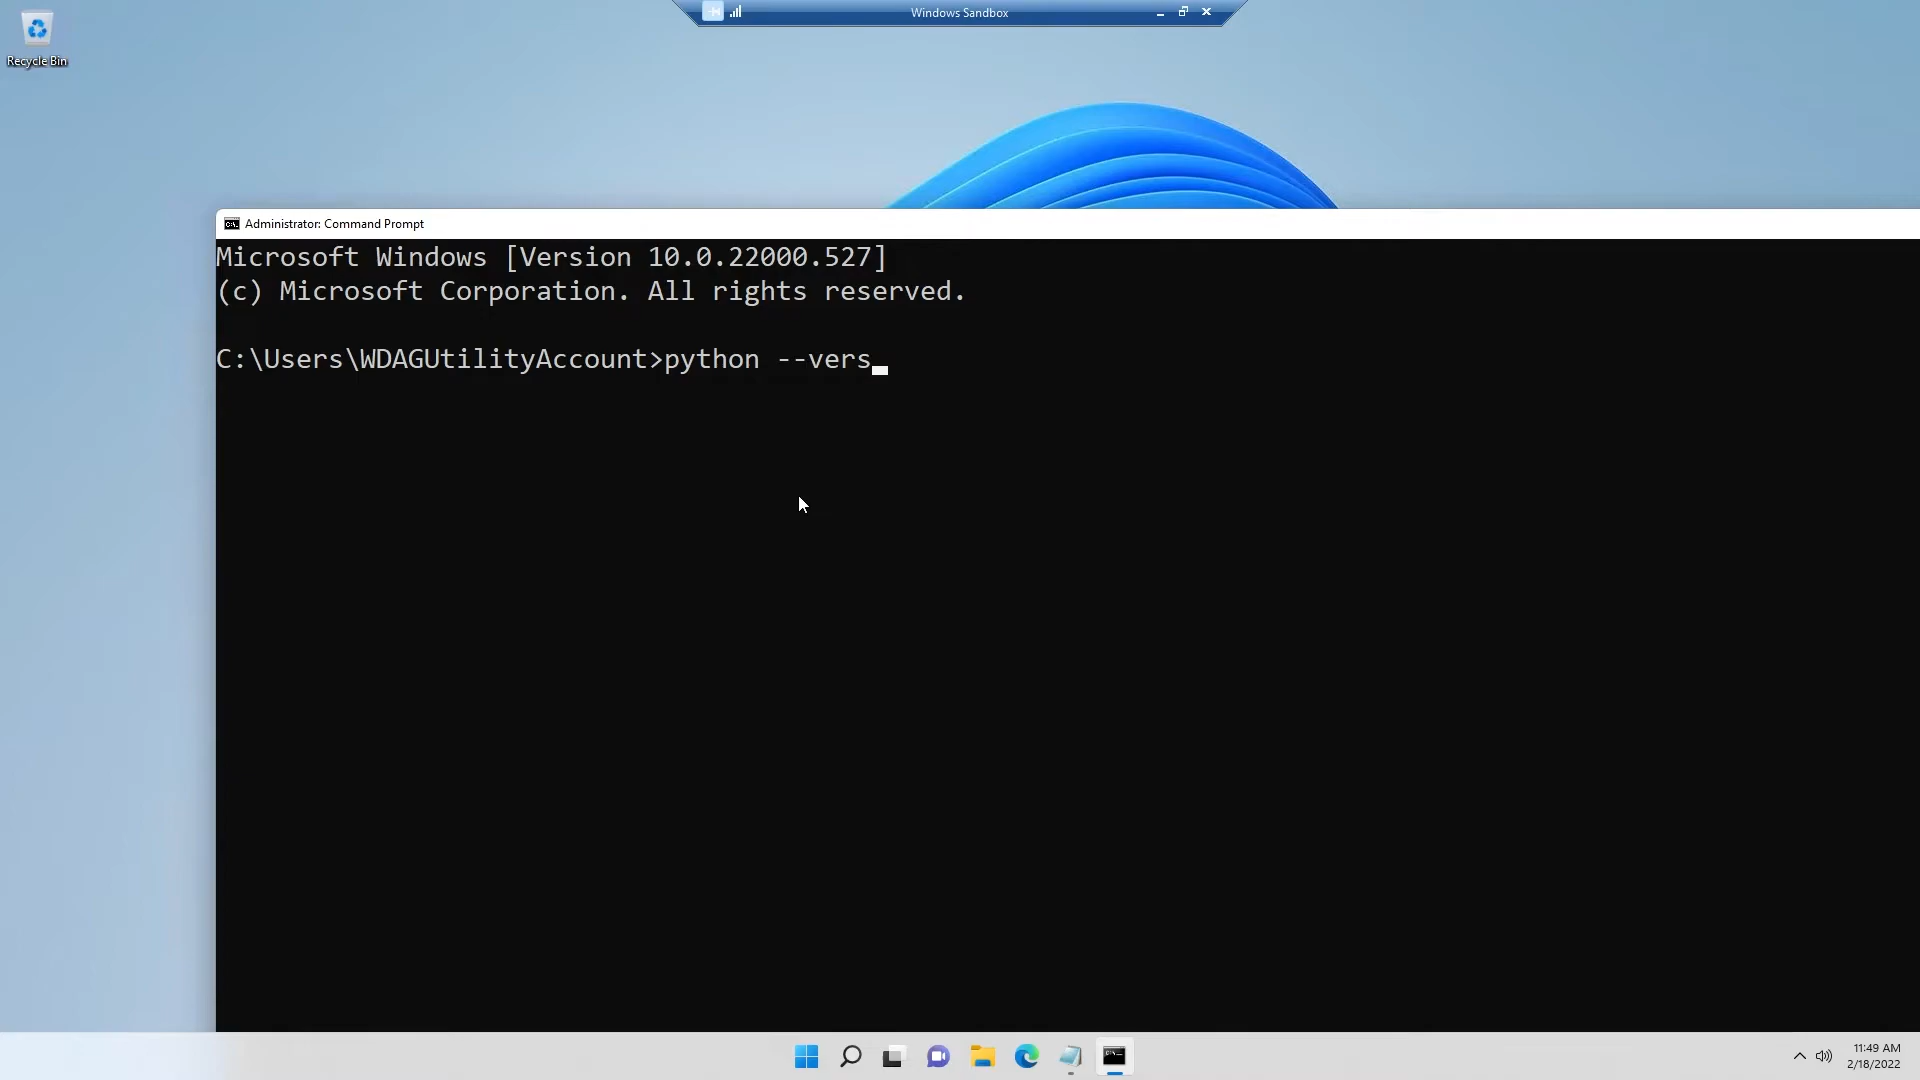 Windows Sandbox
Recycle Bin
Administrator: Command Prompt
Microsoft Windows [Version 10.0.22000.527]
(c) Microsoft Corporation. All rights reserved.
C:\Users\WDAGUtilityAccount>python --vers
11:49 AM
2/18/2022